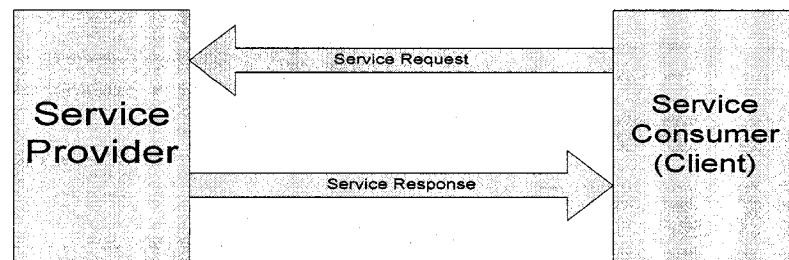 Service Request
Service
Provider
Service
Consumer
(Client)
Service Response